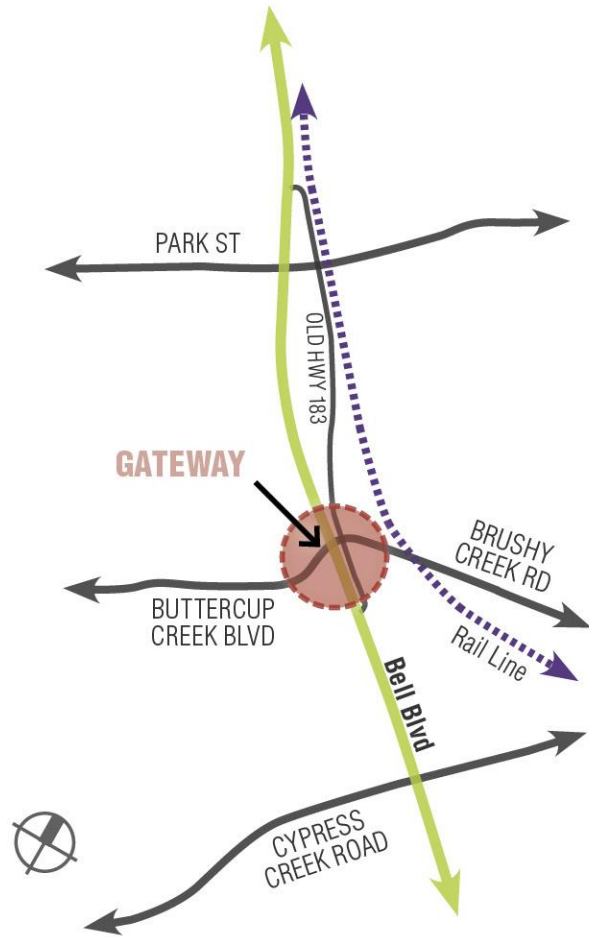 PARK ST
OLD HWY 183
GATEWAY
BRUSHY
CREEK RD
BUTTERCUP
CREEK BLVD
Rail Line
Bell Blvd
CYPRESS
CREEK ROAD